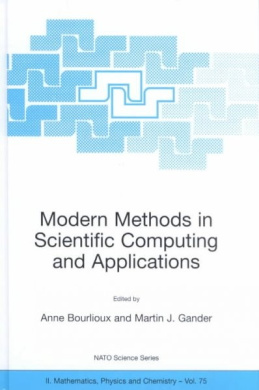 Modern Methods in
Scientific Computing
and Applications
Edited by
Anne Bourlioux and Martin J. Gander
NATO Science Series
II. Mathematics, Physics and Chemistry – Vol. 75